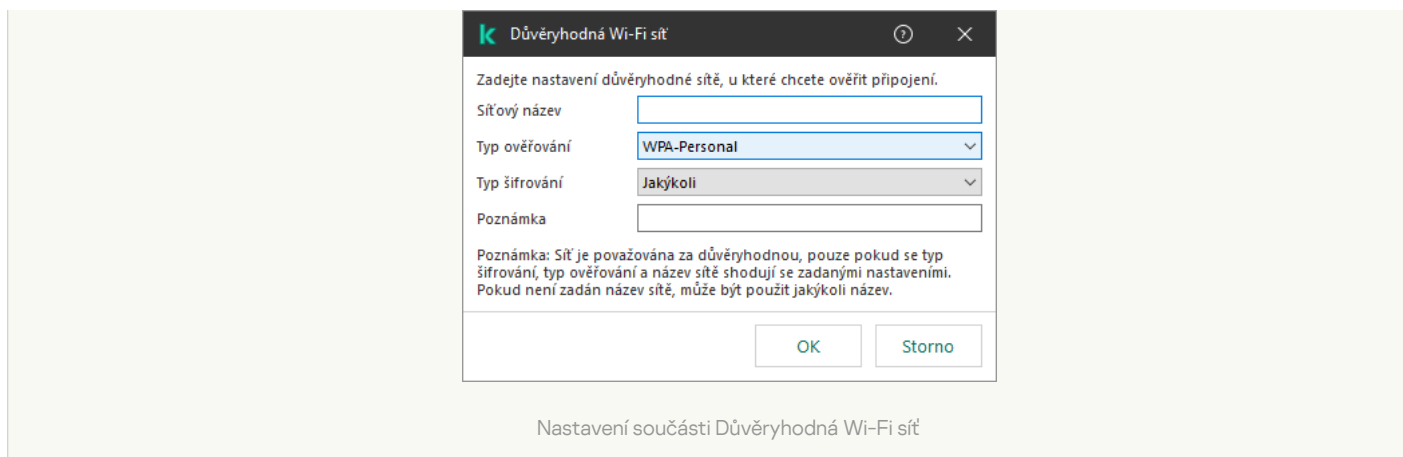 Důvěryhodná Wi-Fi síť
Zadejte nastavení důvěryhodné sítě, u které chcete ověřit připojení.
Síťový název
Typ ověřování WPA-Personal
Typ šifrování Jakýkoli
Poznámka
Poznámka: Síť je považována za důvěryhodnou, pouze pokud se typ
šifrování, typ ověřování a název sítě shodují se zadanými nastaveními.
Pokud není zadán název sítě, může být použit jakýkoli název.
OK Storno
Nastavení součásti Důvěryhodná Wi-Fi síť